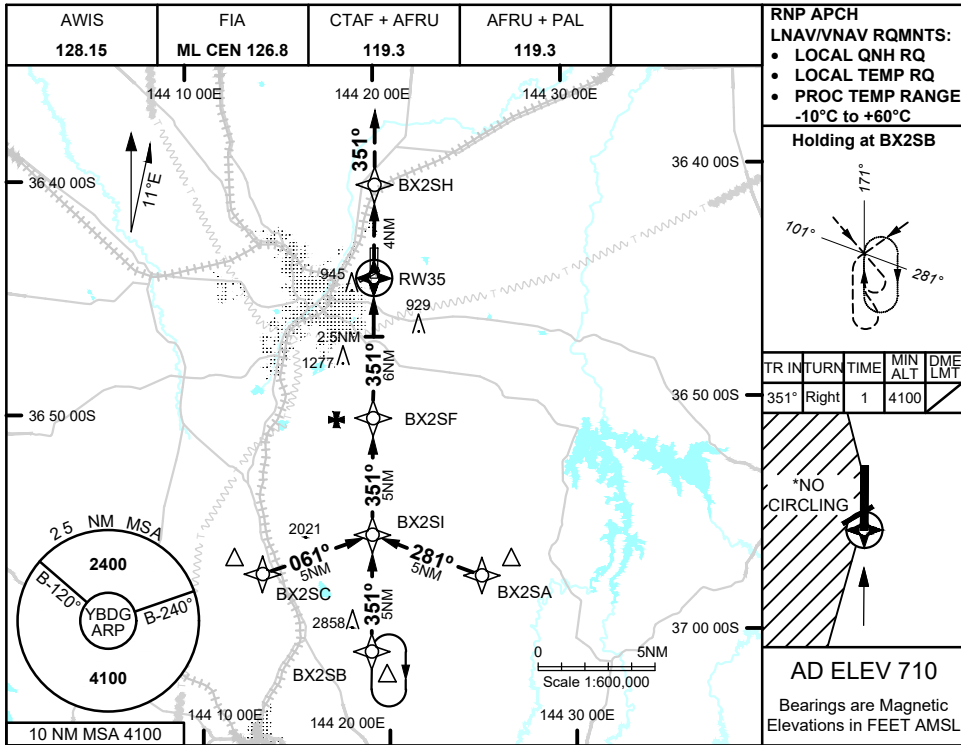 AWIS
128.15
FIA
ML CEN 126.8
CTAF + AFRU
119.3
AFRU + PAL
119.3
RNP APCH
LNAV/VNAV RQMNTS:
• LOCAL QNH RQ
• LOCAL TEMP RQ
• PROC TEMP RANGE
-10°C to +60°C
144 10 00E
144 20 00E
144 30 00E
36 40 00S
36 40 00S
11°E
351°
BX2SH
4NM
945
RW35
929
2.5NM
1277
351°
6NM
36 50 00S
36 50 00S
BX2SF
351°
5NM
2021
BX2SI
061°
5NM
281°
5NM
BX2SC
BX2SA
351°
5NM
2858
37 00 00S
BX2SB
0 5NM
Scale 1:600,000
144 10 00E
144 20 00E
144 30 00E
25 NM MSA
2400
B-120°
B-240°
YBDG
ARP
4100
10 NM MSA 4100
Holding at BX2SB
171°
101°
281°
TR IN TURN TIME MIN ALT DME LMT
351° Right 1 4100
*NO
CIRCLING
AD ELEV 710
Bearings are Magnetic
Elevations in FEET AMSL